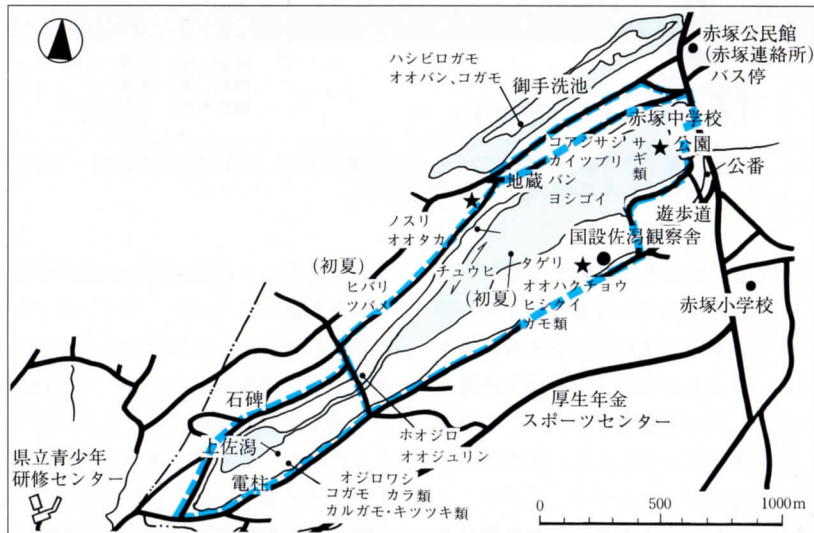 赤塚公民館
(赤塚連絡所)
バス停
ハシビロガモ
オオバン、コガモ
御手洗池
赤塚中学校
コアジサシ
カイツブリ
バン
ヨシゴイ
サギ類
公園
公番
地蔵
遊歩道
ノスリ
オオタカ
国設佐潟観察舎
(初夏)
ヒバリ
ツバメ
チュウヒ
タゲリ
(初夏)
オオハクチョウ
ヒシクイ
カモ類
赤塚小学校
石碑
厚生年金
スポーツセンター
ホオジロ
オオジュリン
上佐潟
県立青少年
研修センター
電柱
オジロワシ
コガモ カラ類
カルガモ・キツツキ類
0 500 1000m